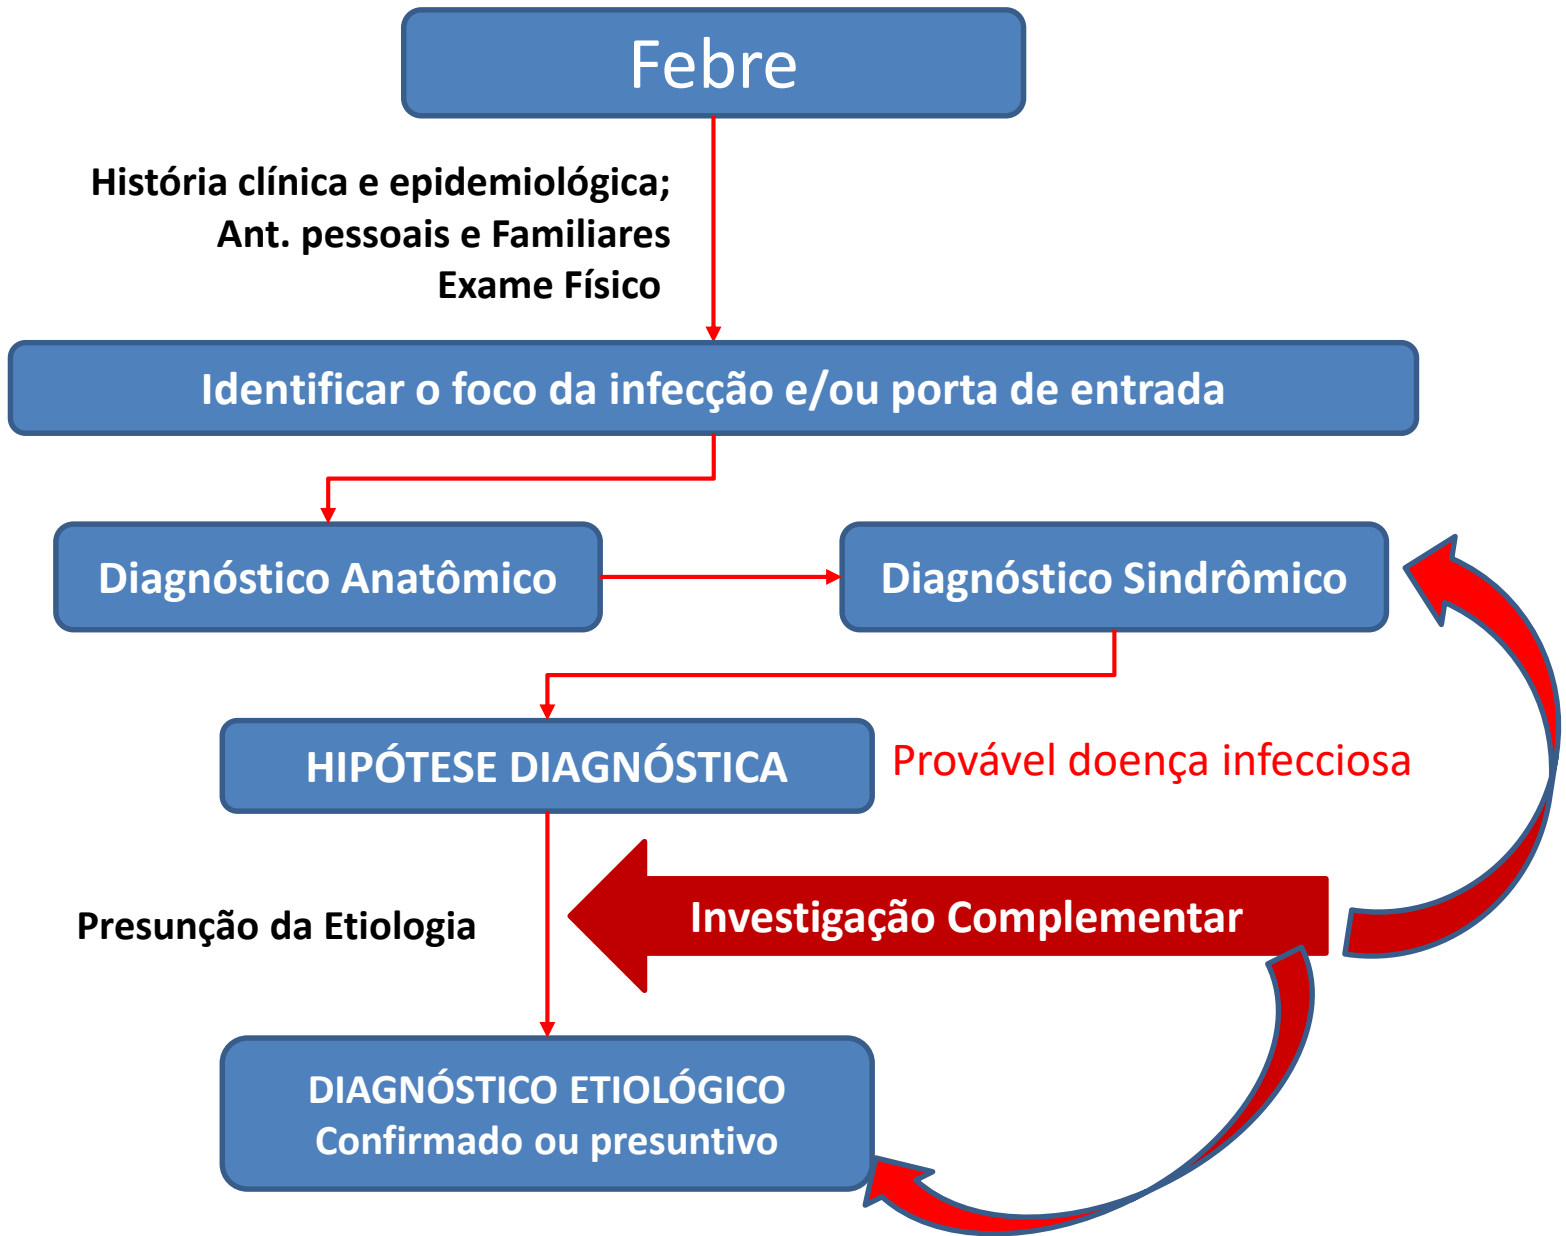 Febre
História clínica e epidemiológica;
Ant. pessoais e Familiares
Exame Físico
Identificar o foco da infecção e/ou porta de entrada
Diagnóstico Anatômico
Diagnóstico Sindrômico
HIPÓTESE DIAGNÓSTICA
Provável doença infecciosa
Investigação Complementar
Presunção da Etiologia
DIAGNÓSTICO ETIOLÓGICO
Confirmado ou presuntivo